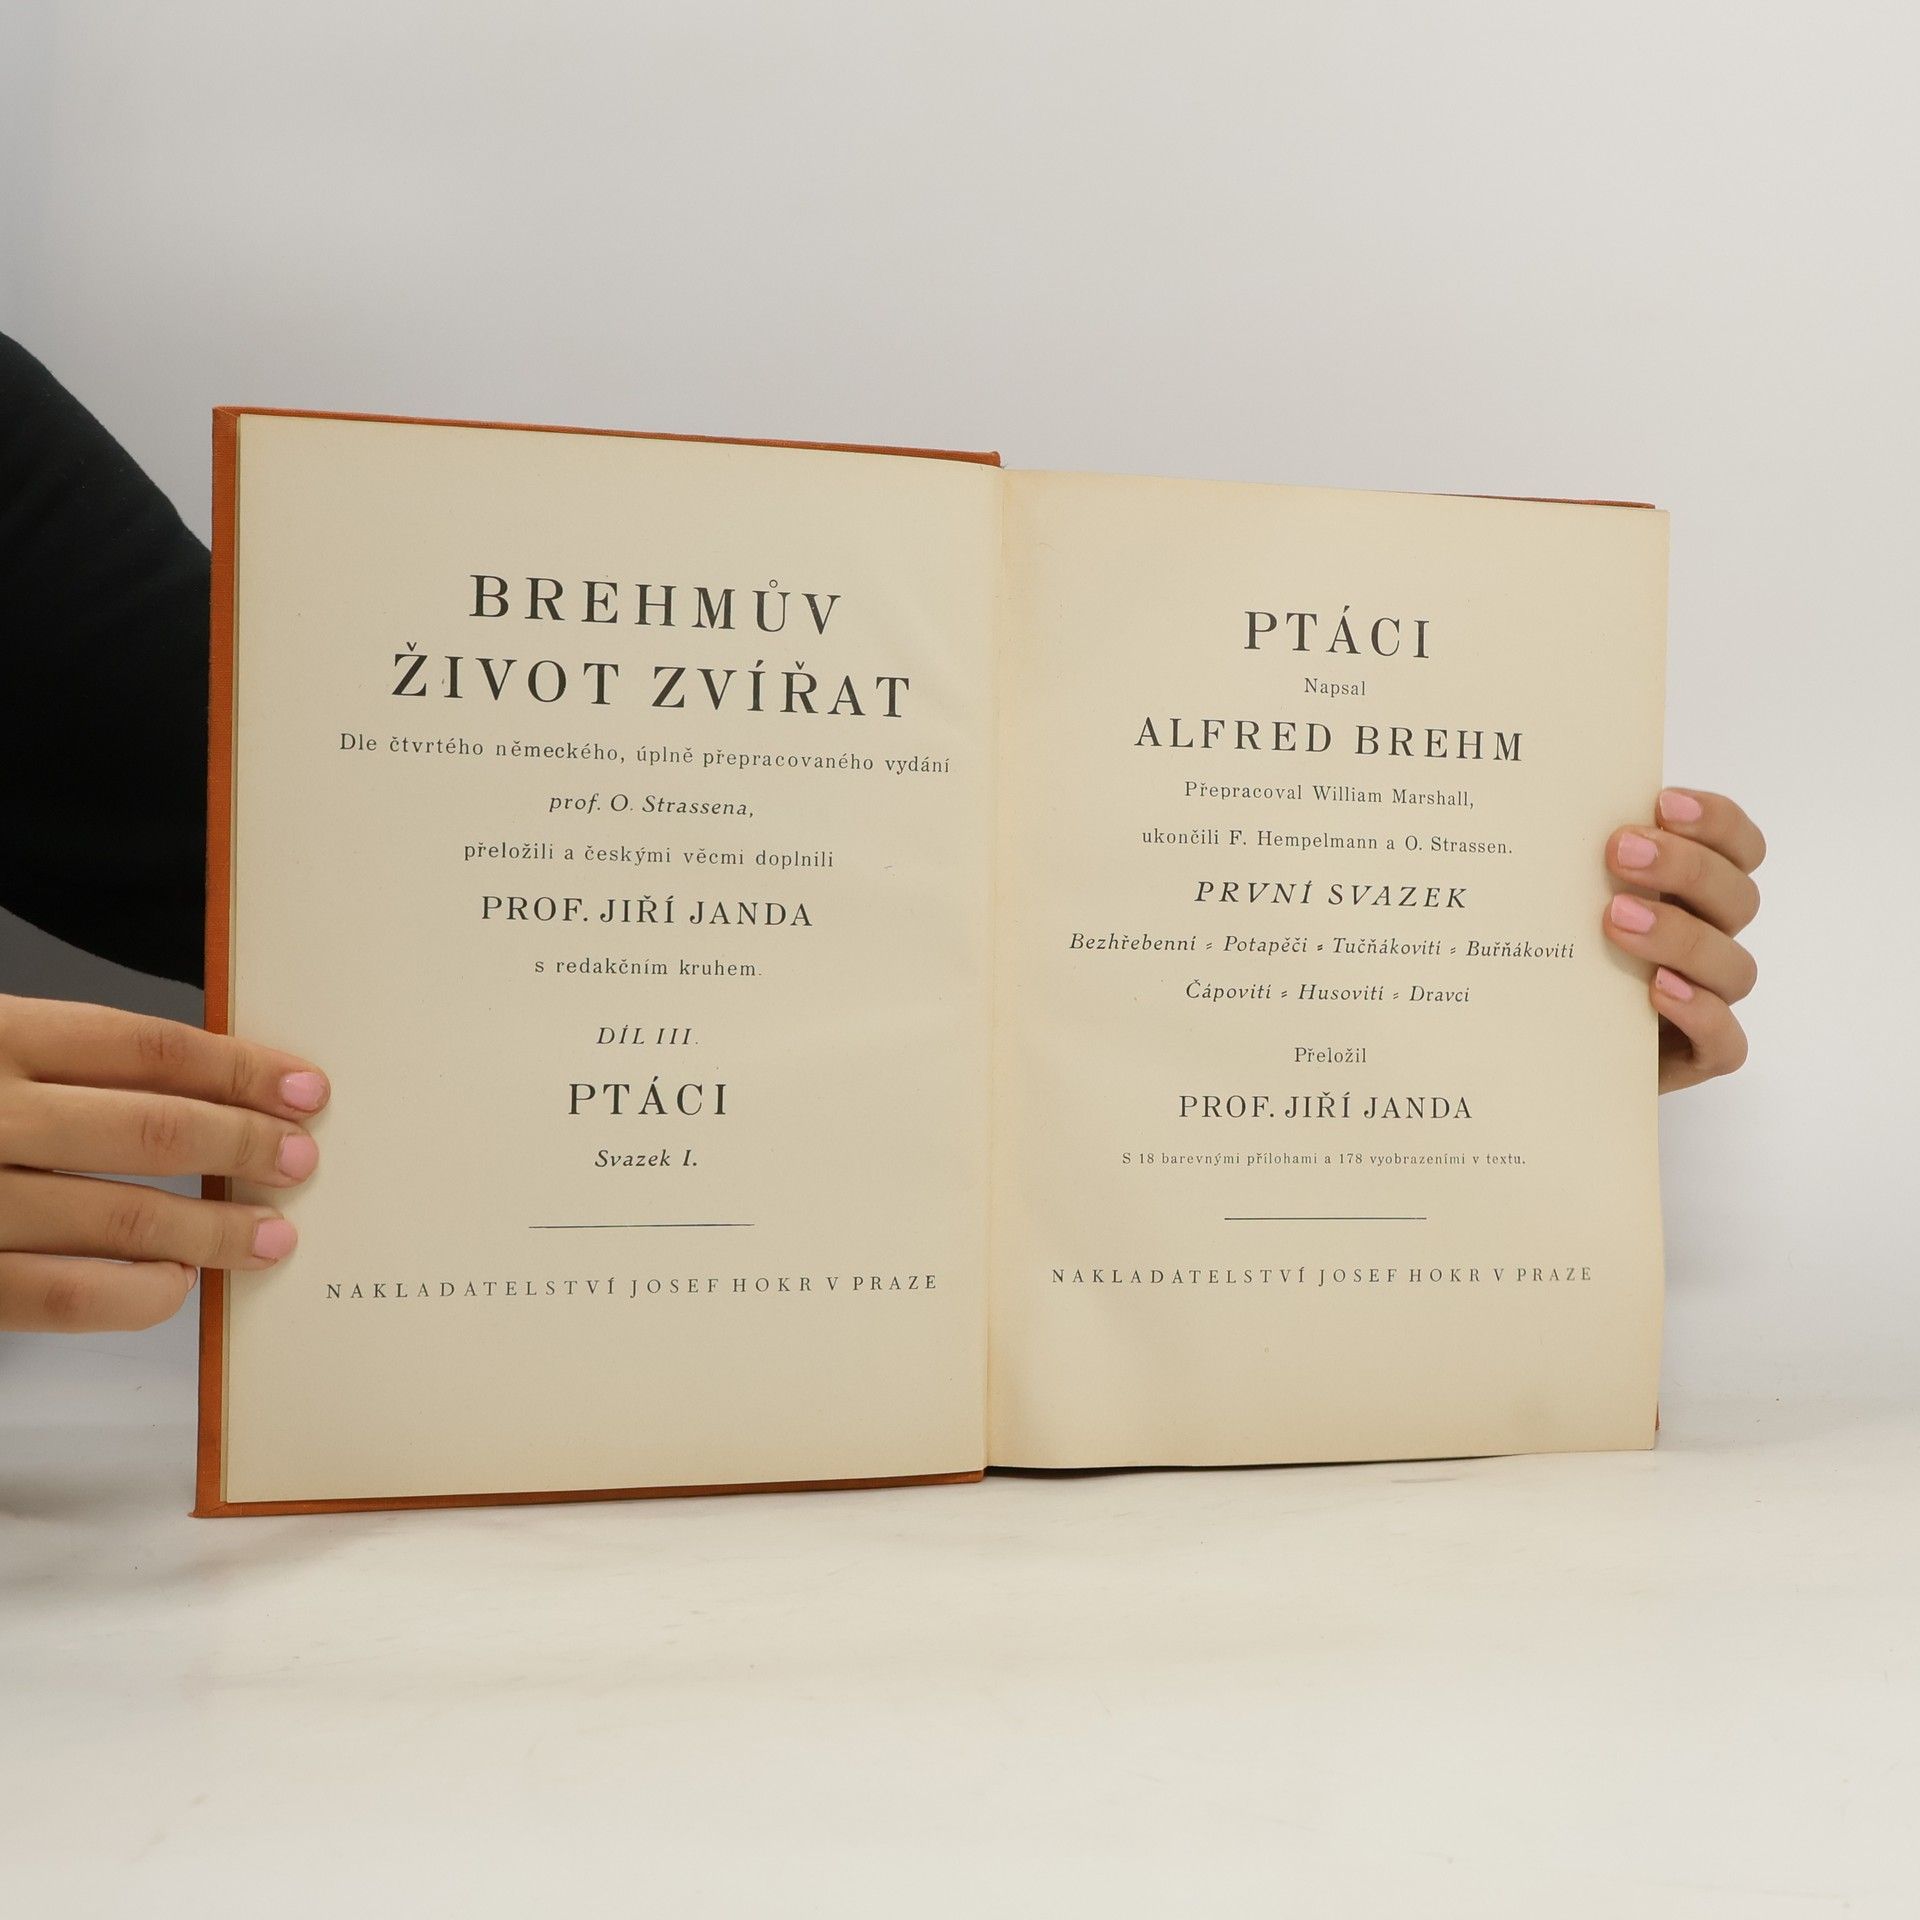 BREHMŮV
ŽIVOT ZVÍŘAT
Dle čtvrtého německého, úplně přepracovaného vydání
prof. O. Strassena,
přeložili a českými věcmi doplnili
PROF. JIŘÍ JANDA
s redakčním kruhem.
DÍL III.
PTÁCI
Svazek I.
NAKLADATELSTVÍ JOSEF HOKR V PRAZE
PTÁCI
Napsal
ALFRED BREHM
Přepracoval William Marshall,
ukončili F. Hempelmann a O. Strassen.
PRVNÍ SVAZEK
Bezhřebenní - Potapěči - Tučňákovití - Buřňákovití
Čápovití - Husovití - Dravci
Přeložil
PROF. JIŘÍ JANDA
S 18 barevnými přílohami a 178 vyobrazeními v textu.
NAKLADATELSTVÍ JOSEF HOKR V PRAZE